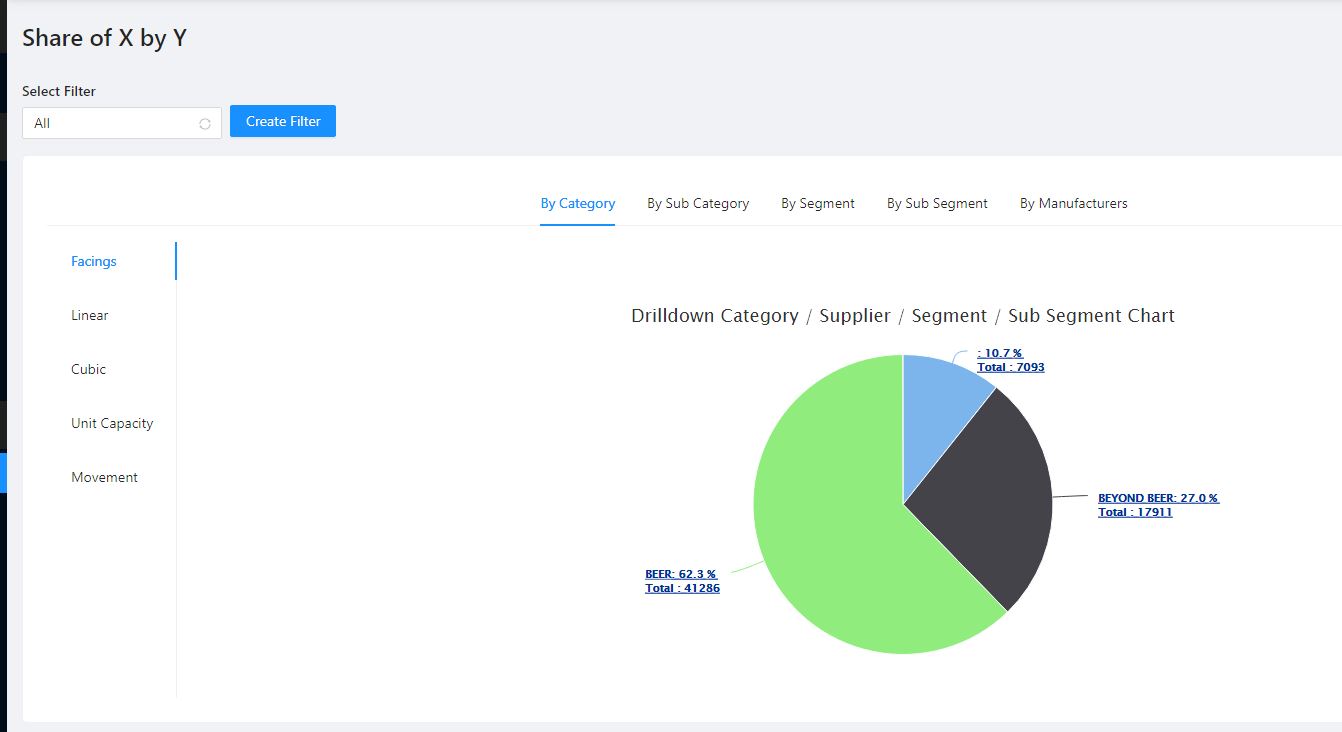 Share of X by Y
Select Filter
All
Create Filter
By Category By Sub Category By Segment By Sub Segment By Manufacturers
Facings
Linear
Cubic
Unit Capacity
Movement
Drilldown Category / Supplier / Segment / Sub Segment Chart
: 10.7 %
Total : 7093
BEYOND BEER: 27.0 %
Total : 17911
BEER: 62.3 %
Total : 41286